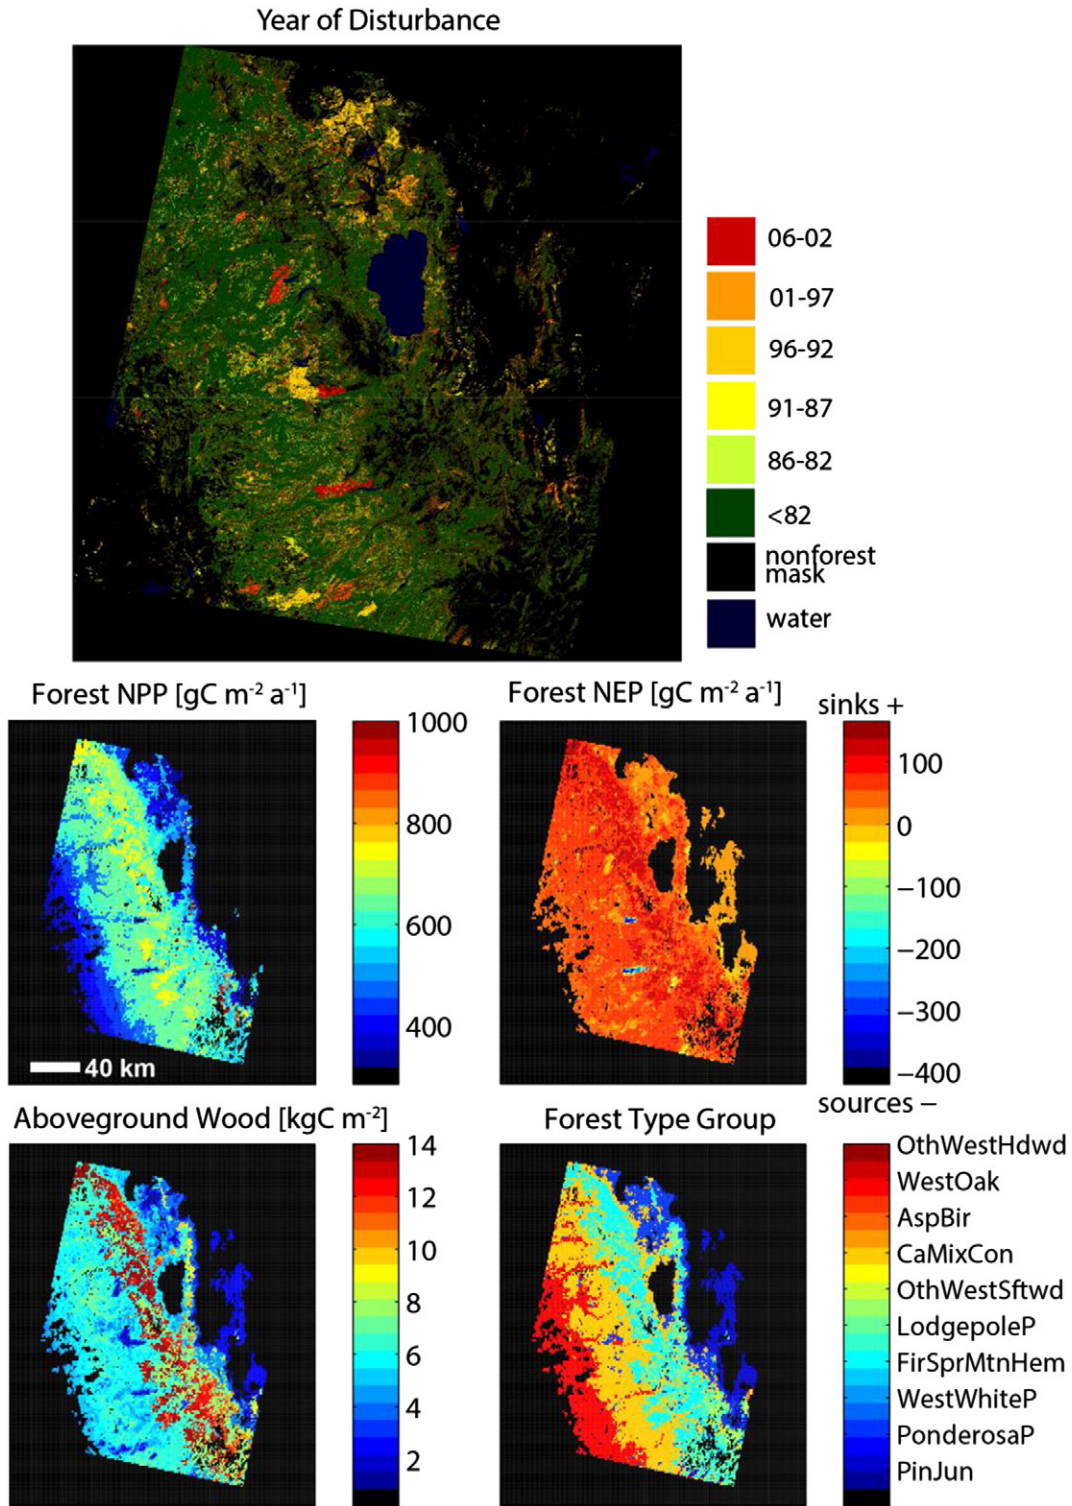 Year of Disturbance
06-02
01-97
96-92
91-87
86-82
<82
nonforest
mask
water
Forest NPP [gC m⁻² a⁻¹]
1000
800
600
400
40 km
Forest NEP [gC m⁻² a⁻¹]
sinks +
100
0
−100
−200
−300
−400
sources −
Aboveground Wood [kgC m⁻²]
14
12
10
8
6
4
2
Forest Type Group
OthWestHdwd
WestOak
AspBir
CaMixCon
OthWestSftwd
LodgepoleP
FirSprMtnHem
WestWhiteP
PonderosaP
PinJun